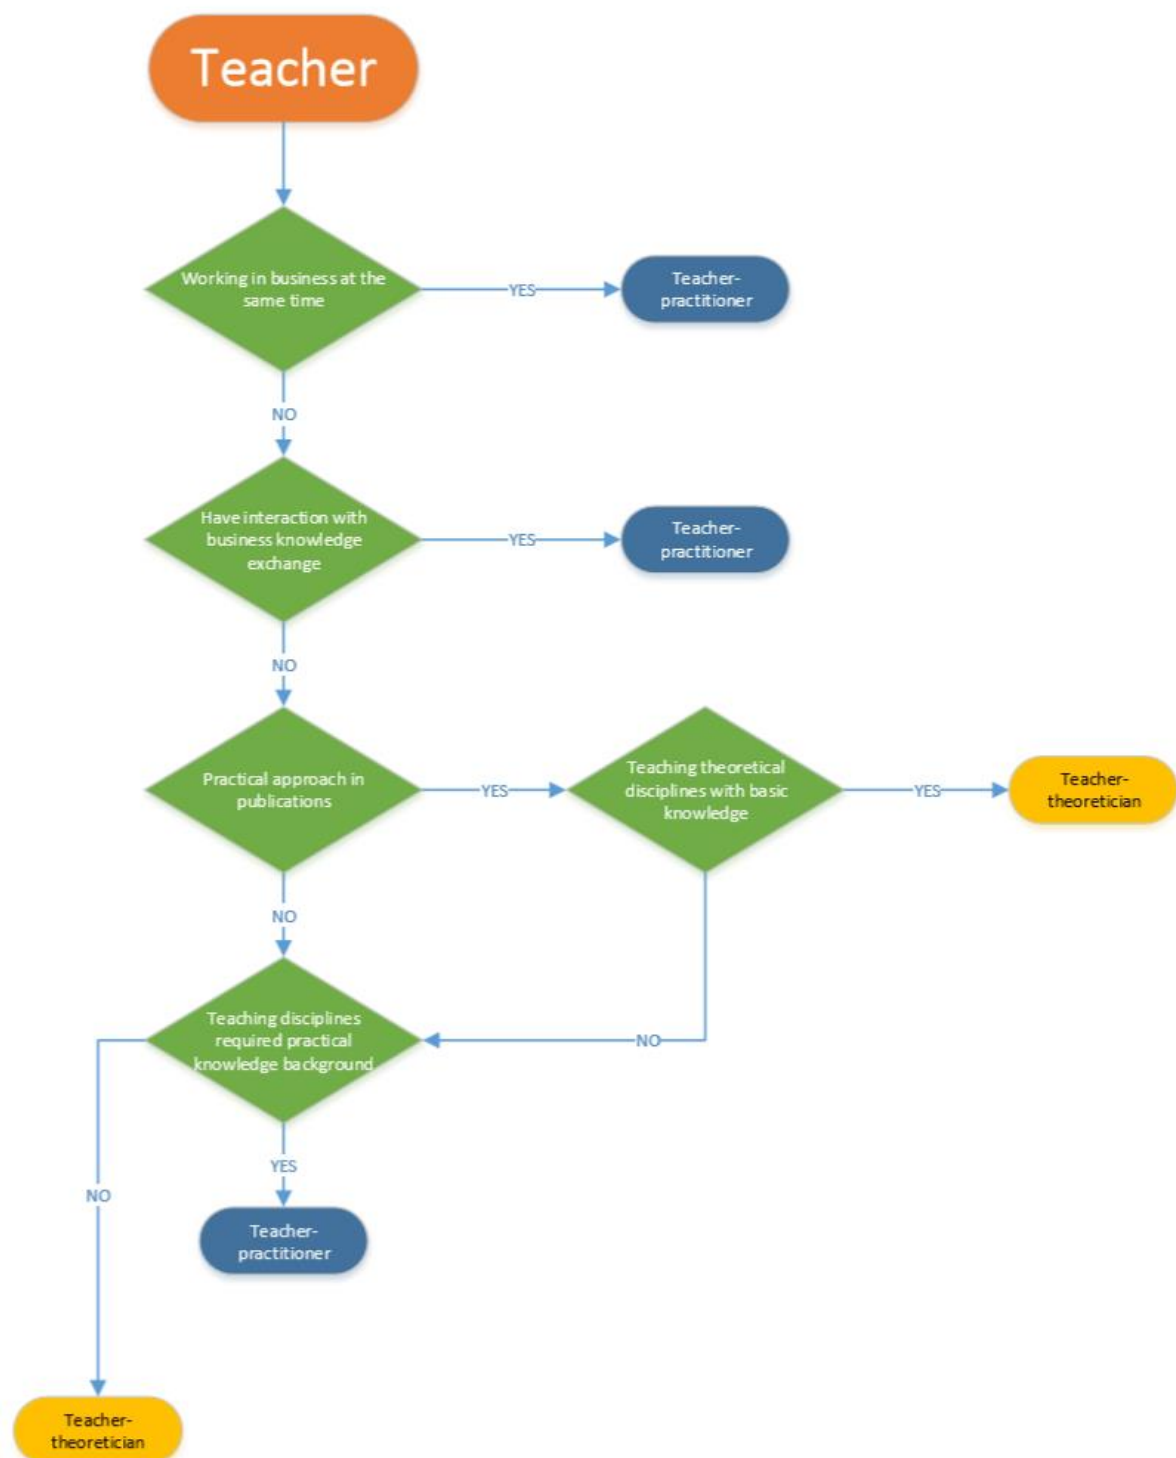 Teacher
Working in business at the
same time
YES
Teacher-
practitioner
NO
Have interaction with
business knowledge
exchange
YES
Teacher-
practitioner
NO
Practical approach in
publications
YES
Teaching theoretical
disciplines with basic
knowledge
YES
Teacher-
theoretician
NO
Teaching disciplines
required practical
knowledge background
NO
YES
NO
Teacher-
practitioner
Teacher-
theoretician